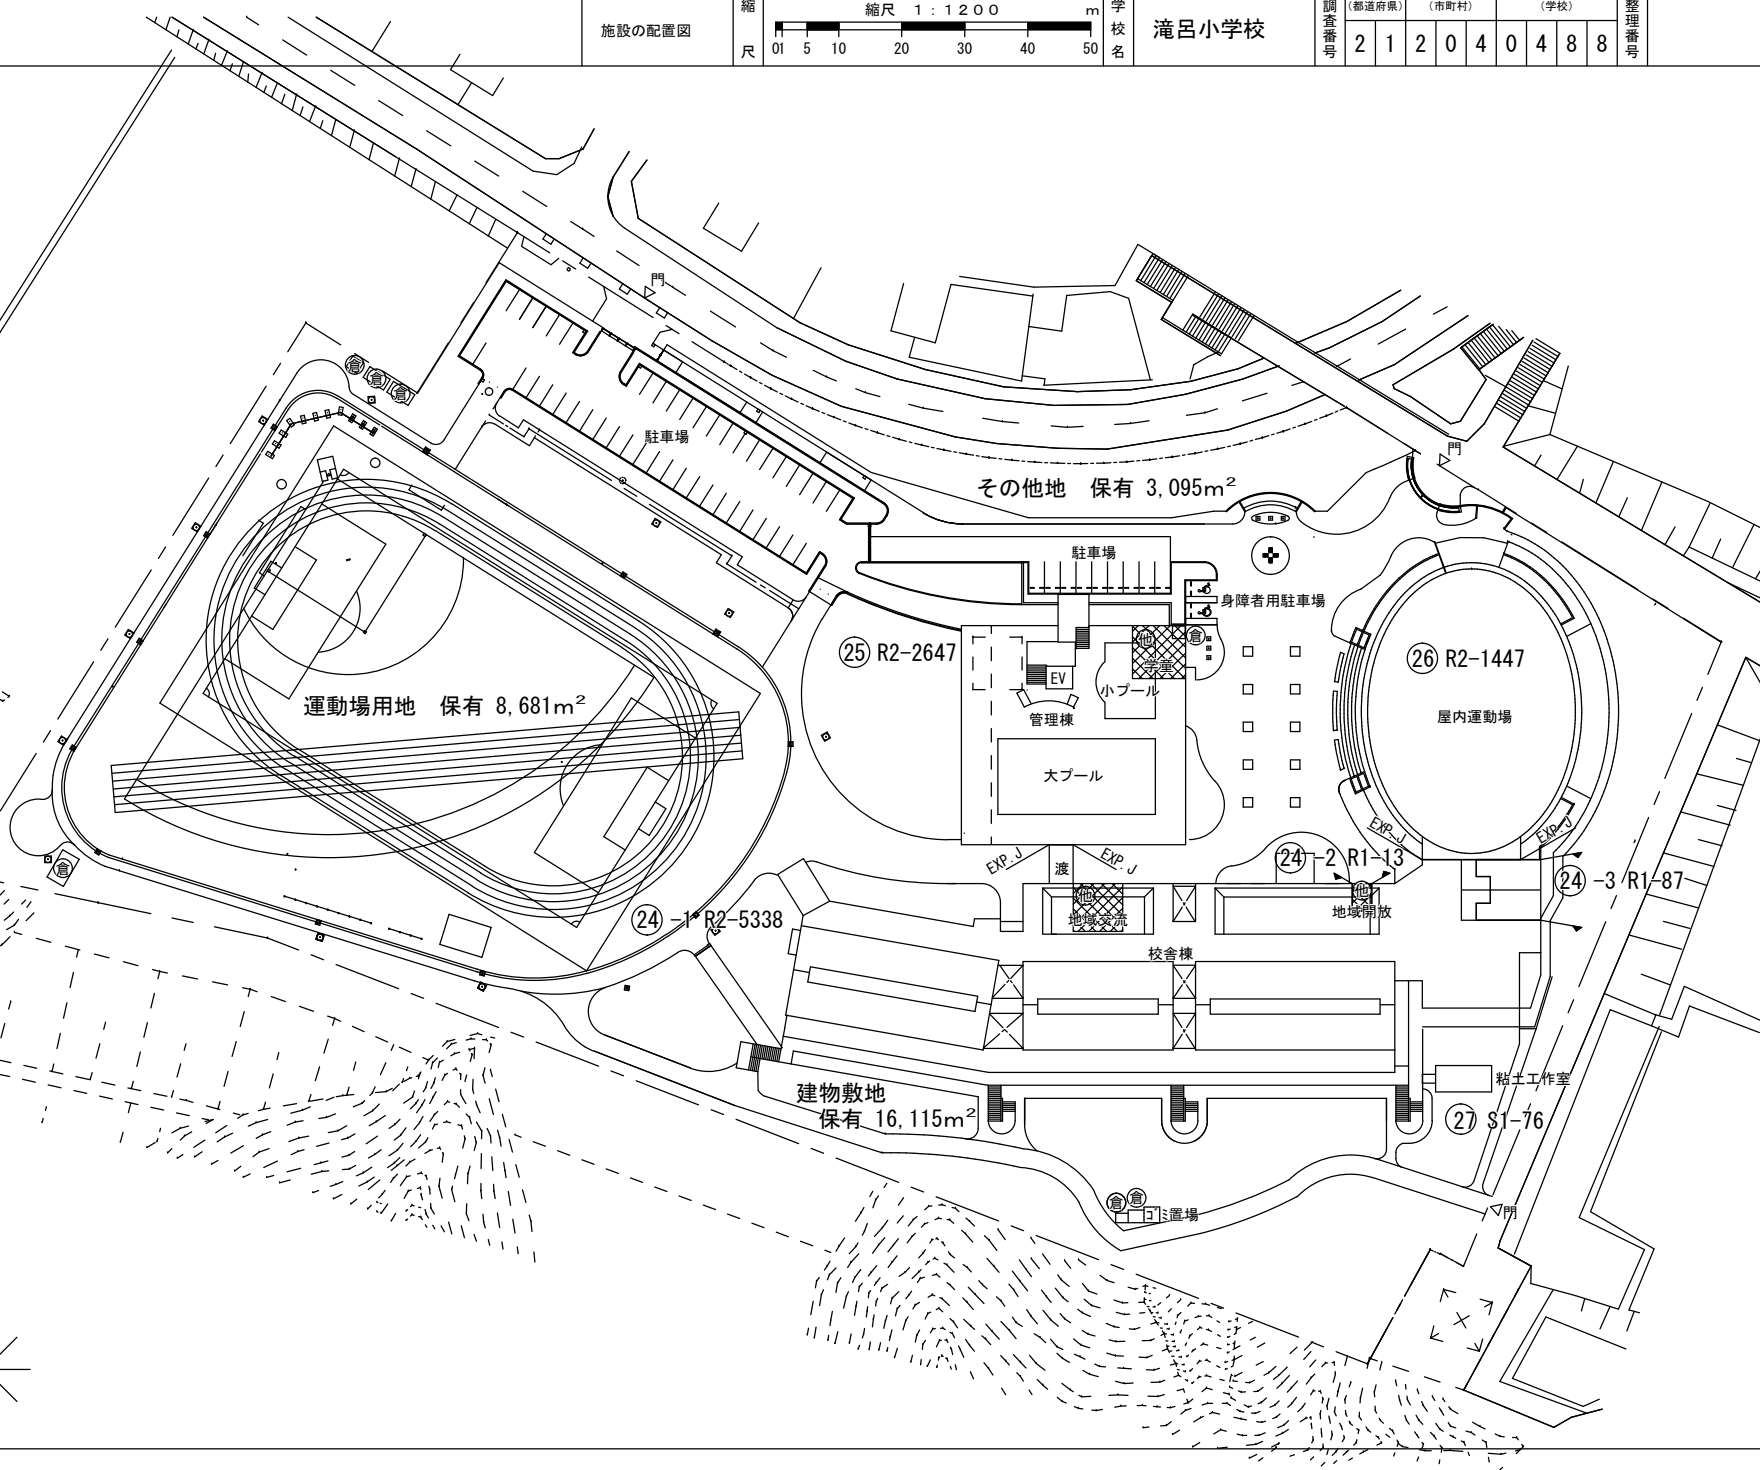 施設の配置図
縮尺
縮尺 1:1200 m
01 5 10 20 30 40 50
学校名
滝呂小学校
調査番号
(都道府県) (市町村) (学校)
2 1 2 0 4 0 4 8 8
整理番号
門
倉
倉
倉
駐車場
門
その他地 保有 3,095m²
駐車場
身障者用駐車場
㉕ R2-2647
他
倉
学童
㉖ R2-1447
EV
小プール
運動場用地 保有 8,681m²
管理棟
屋内運動場
大プール
EXP.J
EXP.J
EXP.J
EXP.J
渡
倉
㉔ -2 R1-13
㉔ -3 R1-87
他
他
㉔ -1 R2-5338
地域交流
地域開放
校舎棟
粘土工作室
建物敷地
保有 16,115m²
㉗ S1-76
倉
倉
ゴミ置場
門